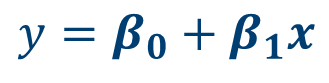 y = β₀ + β₁x